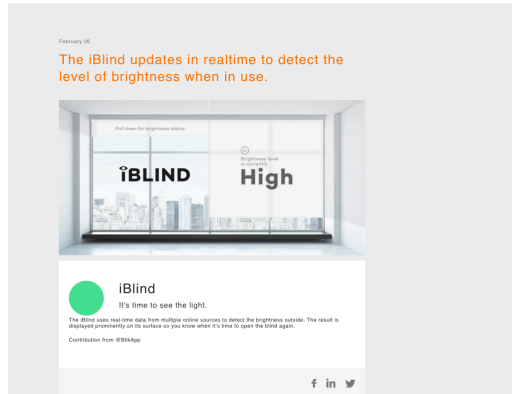 February 06
The iBlind updates in realtime to detect the
level of brightness when in use.
Pull down for brightness status
iBLIND
Brightness level
is currently
High
iBlind
It's time to see the light.
The iBlind uses real-time data from multiple online sources to detect the brightness outside. The result is
displayed prominently on its surface so you know when it's time to open the blind again.
Contribution from @BlikApp